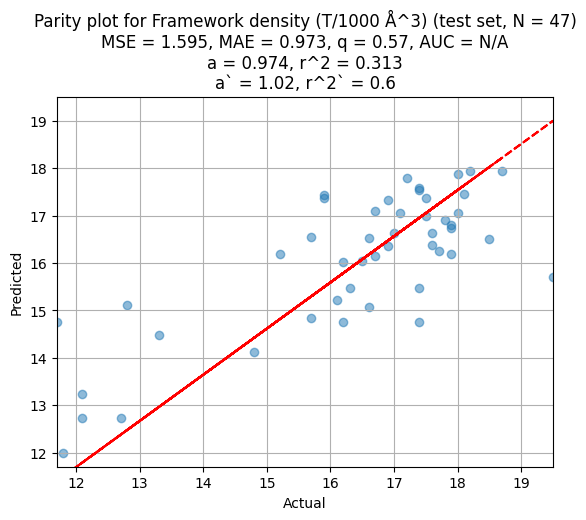 Parity plot for Framework density (T/1000 Å^3) (test set, N = 47)
MSE = 1.595, MAE = 0.973, q = 0.57, AUC = N/A
a = 0.974, r^2 = 0.313
a` = 1.02, r^2` = 0.6
19
18
17
16
15
14
13
12
Predicted
12 13 14 15 16 17 18 19
Actual